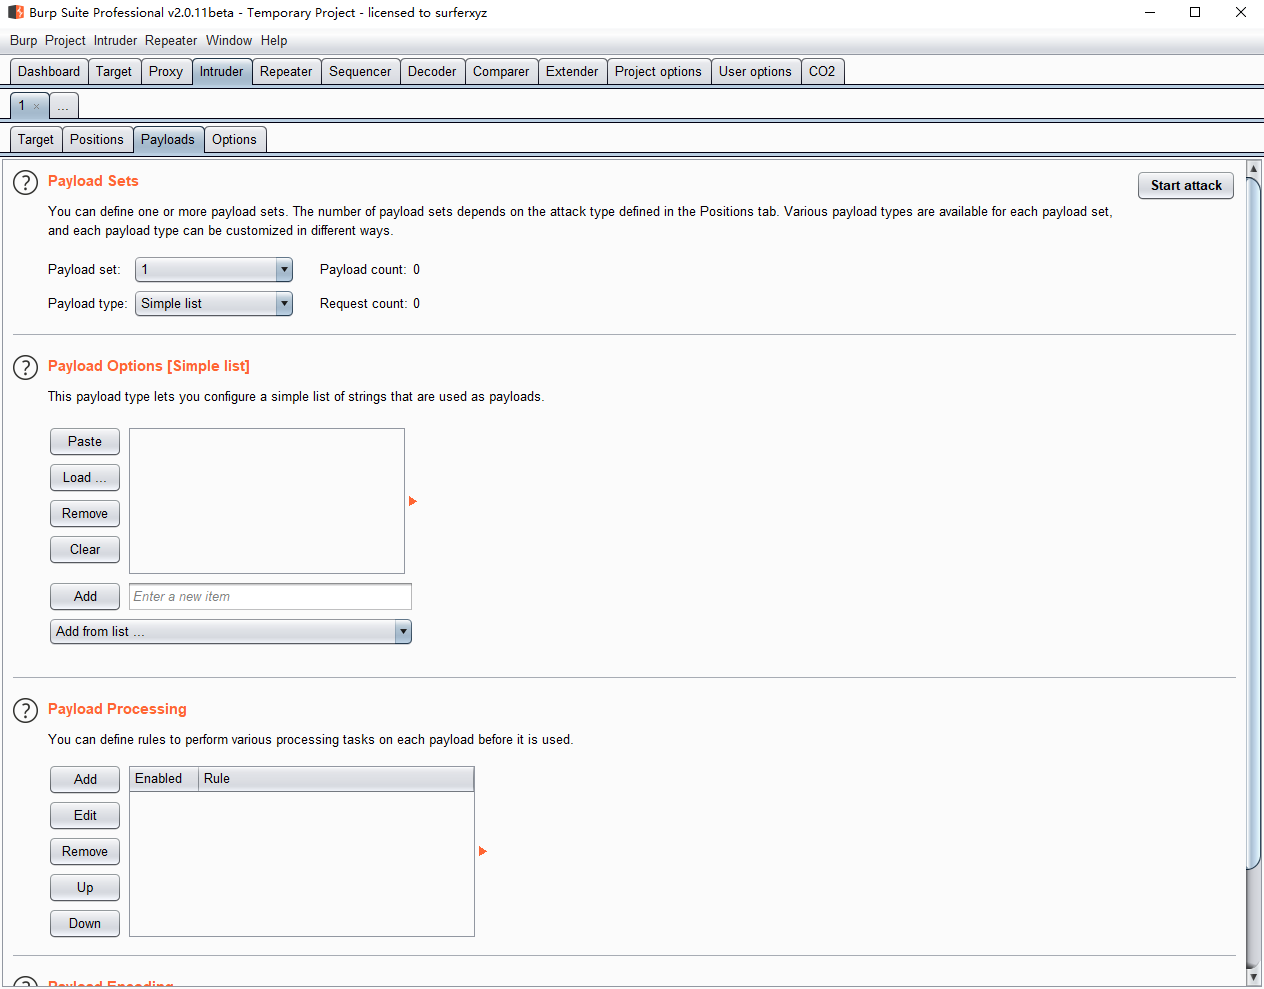 Burp Suite Professional v2.0.11beta - Temporary Project - licensed to surferxyz
Burp Project Intruder Repeater Window Help
Dashboard Target Proxy Intruder Repeater Sequencer Decoder Comparer Extender Project options User options CO2
1 × ...
Target Positions Payloads Options
? Payload Sets
Start attack
You can define one or more payload sets. The number of payload sets depends on the attack type defined in the Positions tab. Various payload types are available for each payload set,
and each payload type can be customized in different ways.
Payload set: 1 Payload count: 0
Payload type: Simple list Request count: 0
? Payload Options [Simple list]
This payload type lets you configure a simple list of strings that are used as payloads.
Paste
Load ...
Remove
Clear
Add Enter a new item
Add from list ...
? Payload Processing
You can define rules to perform various processing tasks on each payload before it is used.
Add Enabled Rule
Edit
Remove
Up
Down
? Payload Encoding